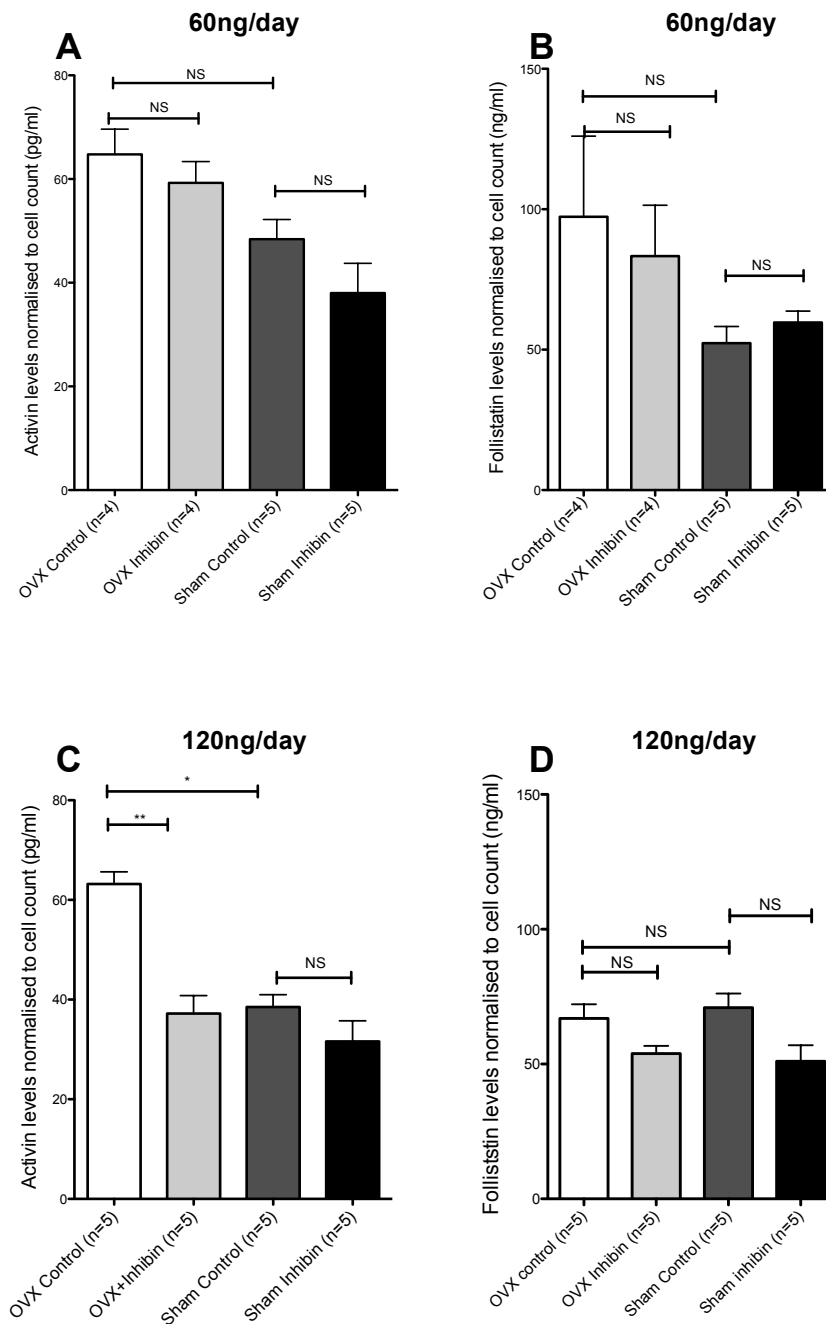 A
60ng/day
Activin levels normalised to cell count (pg/ml)
80
60
40
20
0
NS
NS
NS
OVX Control (n=4)
OVX Inhibin (n=4)
Sham Control (n=5)
Sham Inhibin (n=5)
B
60ng/day
Follistatin levels normalised to cell count (ng/ml)
150
100
50
0
NS
NS
NS
OVX Control (n=4)
OVX Inhibin (n=4)
Sham Control (n=5)
Sham Inhibin (n=5)
C
120ng/day
Activin levels normalised to cell count (pg/ml)
80
60
40
20
0
*
**
NS
OVX Control (n=5)
OVX+Inhibin (n=5)
Sham Control (n=5)
Sham Inhibin (n=5)
D
120ng/day
Folliststin levels normalised to cell count (ng/ml)
150
100
50
0
NS
NS
NS
OVX control (n=5)
OVX Inhibin (n=5)
Sham Control (n=5)
Sham inhibin (n=5)